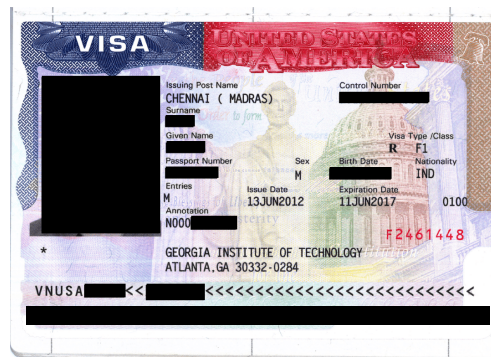 VISA
UNITED STATES
OF AMERICA
Issuing Post Name Control Number
CHENNAI ( MADRAS)
Surname
to form
Given Name Visa Type /Class
R F1
Passport Number Sex Birth Date Nationality
M IND
Entries Issue Date Expiration Date
M 13JUN2012 11JUN2017 0100
Annotation
N000
F2461448
* GEORGIA INSTITUTE OF TECHNOLOGY
ATLANTA,GA 30332-0284
VNUSA<<<<<<<<<<<<<<<<<<<<<<<<<<<<<